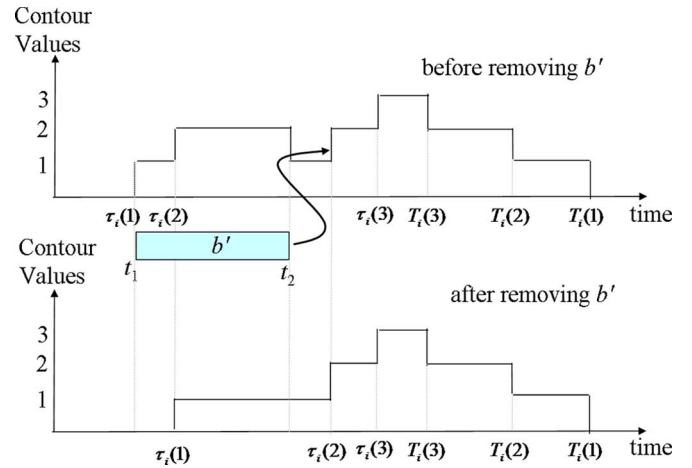 Contour
Values
before removing b′
3
2
1
τᵢ(1) τᵢ(2) τᵢ(3) Tᵢ(3) Tᵢ(2) Tᵢ(1) time
b′
t₁ t₂
Contour
Values
after removing b′
3
2
1
τᵢ(1) τᵢ(2) τᵢ(3) Tᵢ(3) Tᵢ(2) Tᵢ(1) time